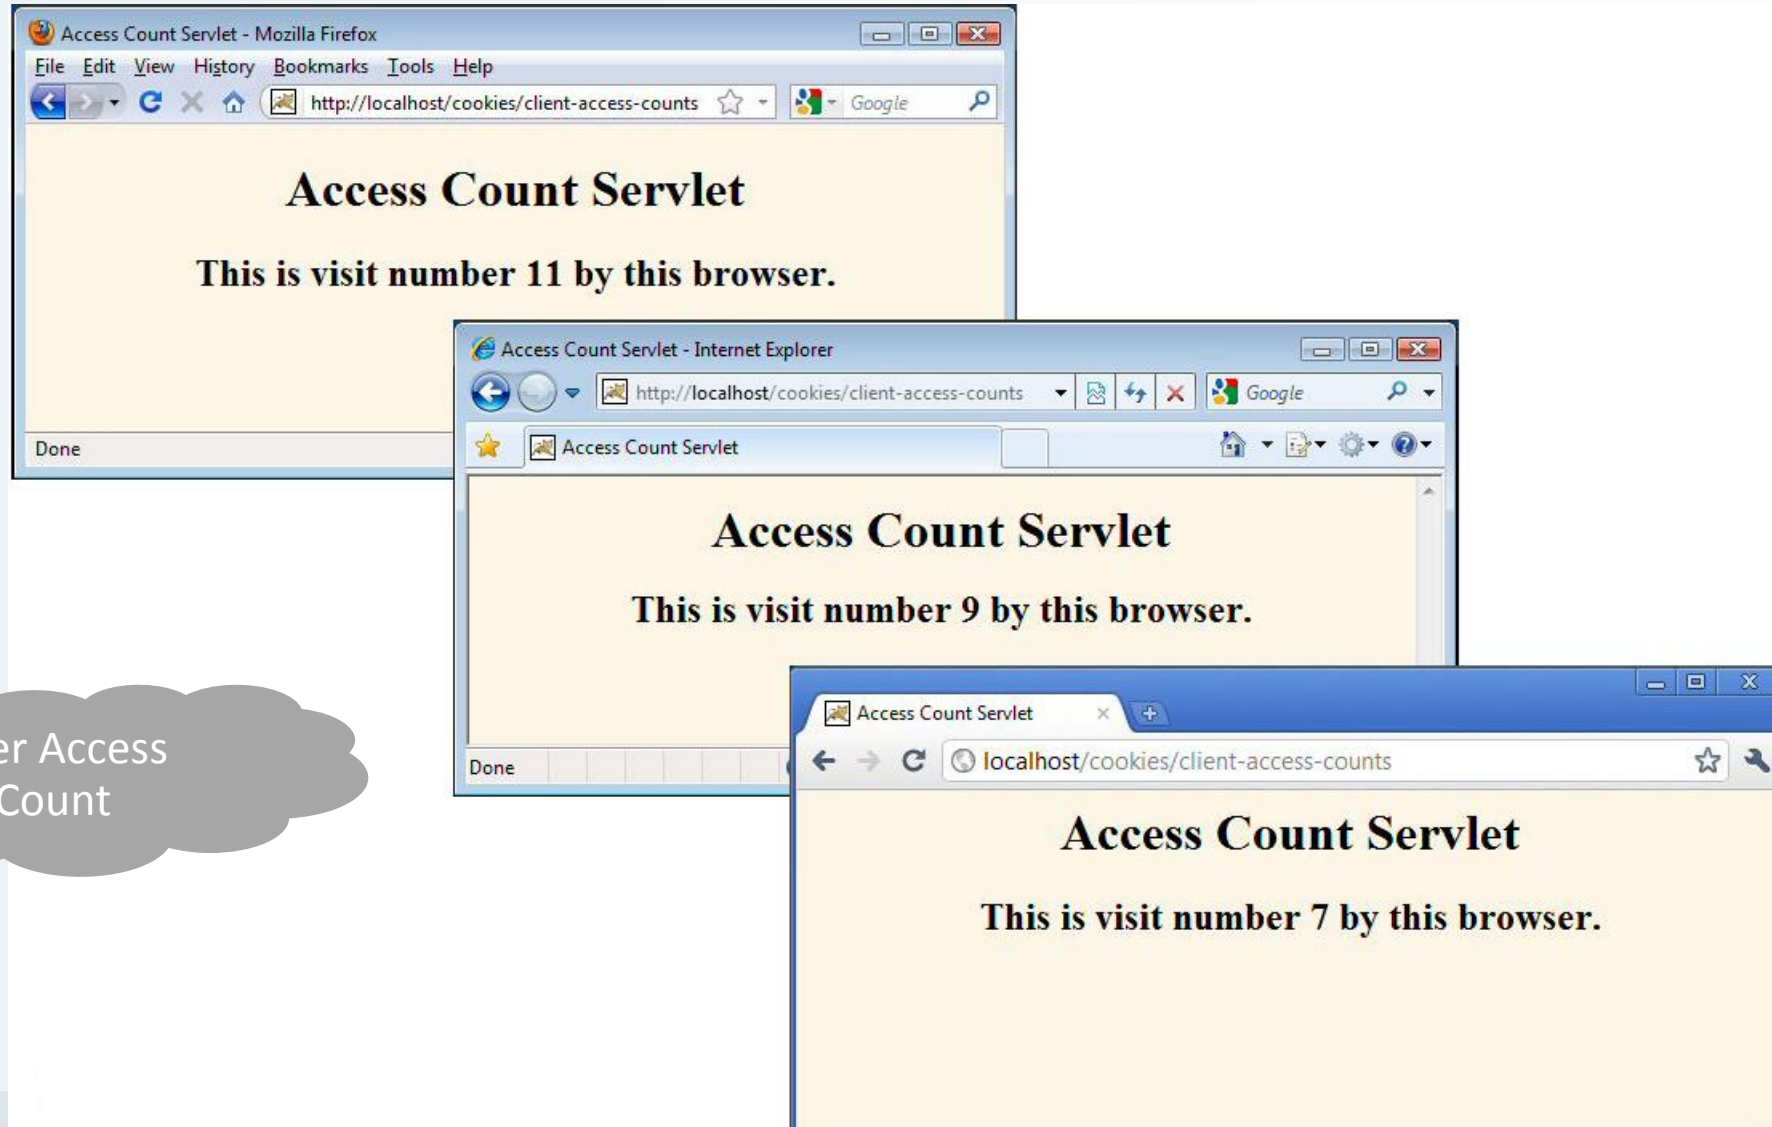 Access Count Servlet - Mozilla Firefox
File Edit View History Bookmarks Tools Help
http://localhost/cookies/client-access-counts
Google
Access Count Servlet
This is visit number 11 by this browser.
Done
Access Count Servlet - Internet Explorer
http://localhost/cookies/client-access-counts
Google
Access Count Servlet
Access Count Servlet
This is visit number 9 by this browser.
Done
Access Count Servlet
localhost/cookies/client-access-counts
Access Count Servlet
This is visit number 7 by this browser.
er Access
Count